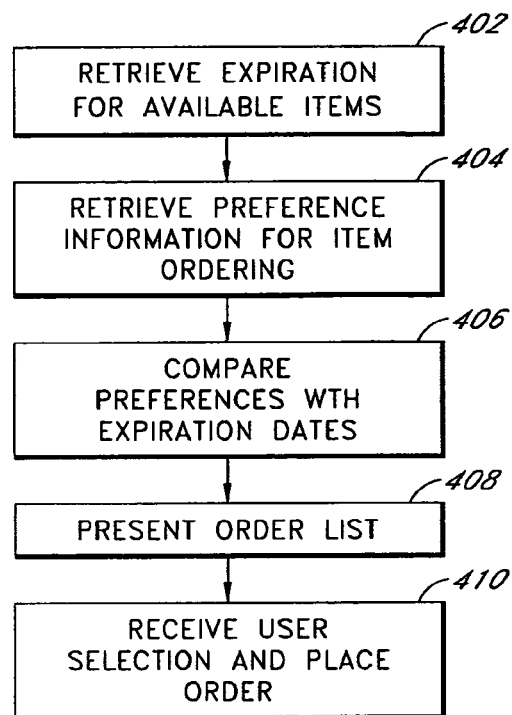 402
RETRIEVE EXPIRATION
FOR AVAILABLE ITEMS
404
RETRIEVE PREFERENCE
INFORMATION FOR ITEM
ORDERING
406
COMPARE
PREFERENCES WTH
EXPIRATION DATES
408
PRESENT ORDER LIST
410
RECEIVE USER
SELECTION AND PLACE
ORDER